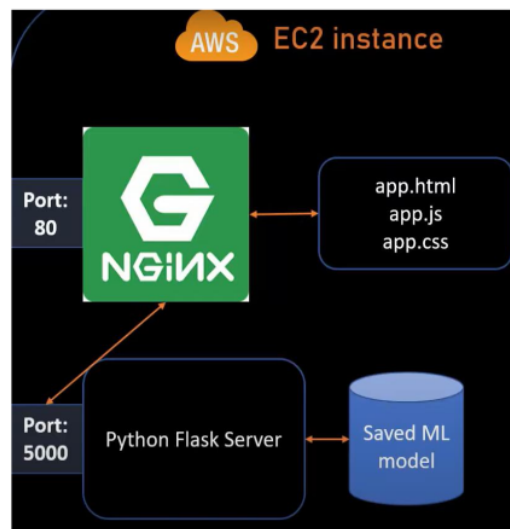 AWS EC2 instance
Port:
80
NGINX
app.html
app.js
app.css
Port:
5000
Python Flask Server
Saved ML
model